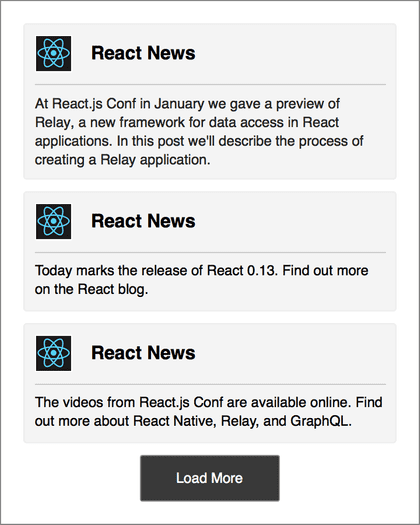 React News
At React.js Conf in January we gave a preview of
Relay, a new framework for data access in React
applications. In this post we'll describe the process of
creating a Relay application.
React News
Today marks the release of React 0.13. Find out more
on the React blog.
React News
The videos from React.js Conf are available online. Find
out more about React Native, Relay, and GraphQL.
Load More